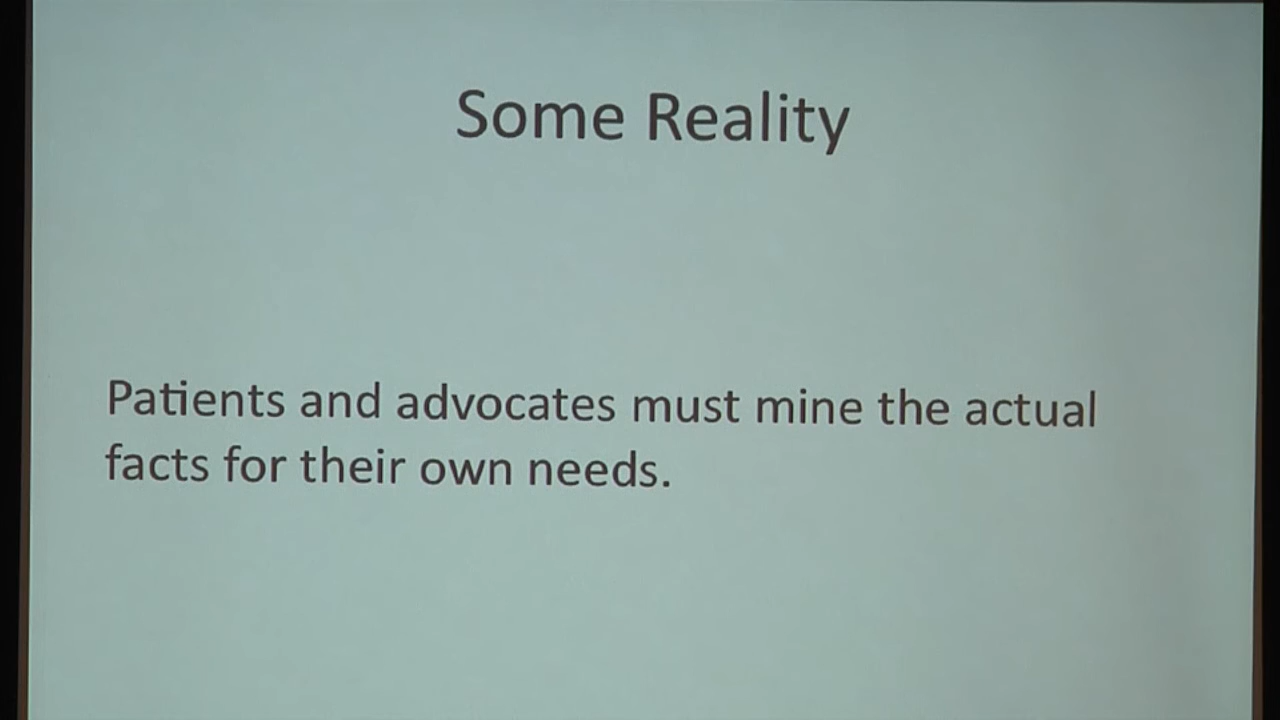 Some Reality
Patients and advocates must mine the actual
facts for their own needs.